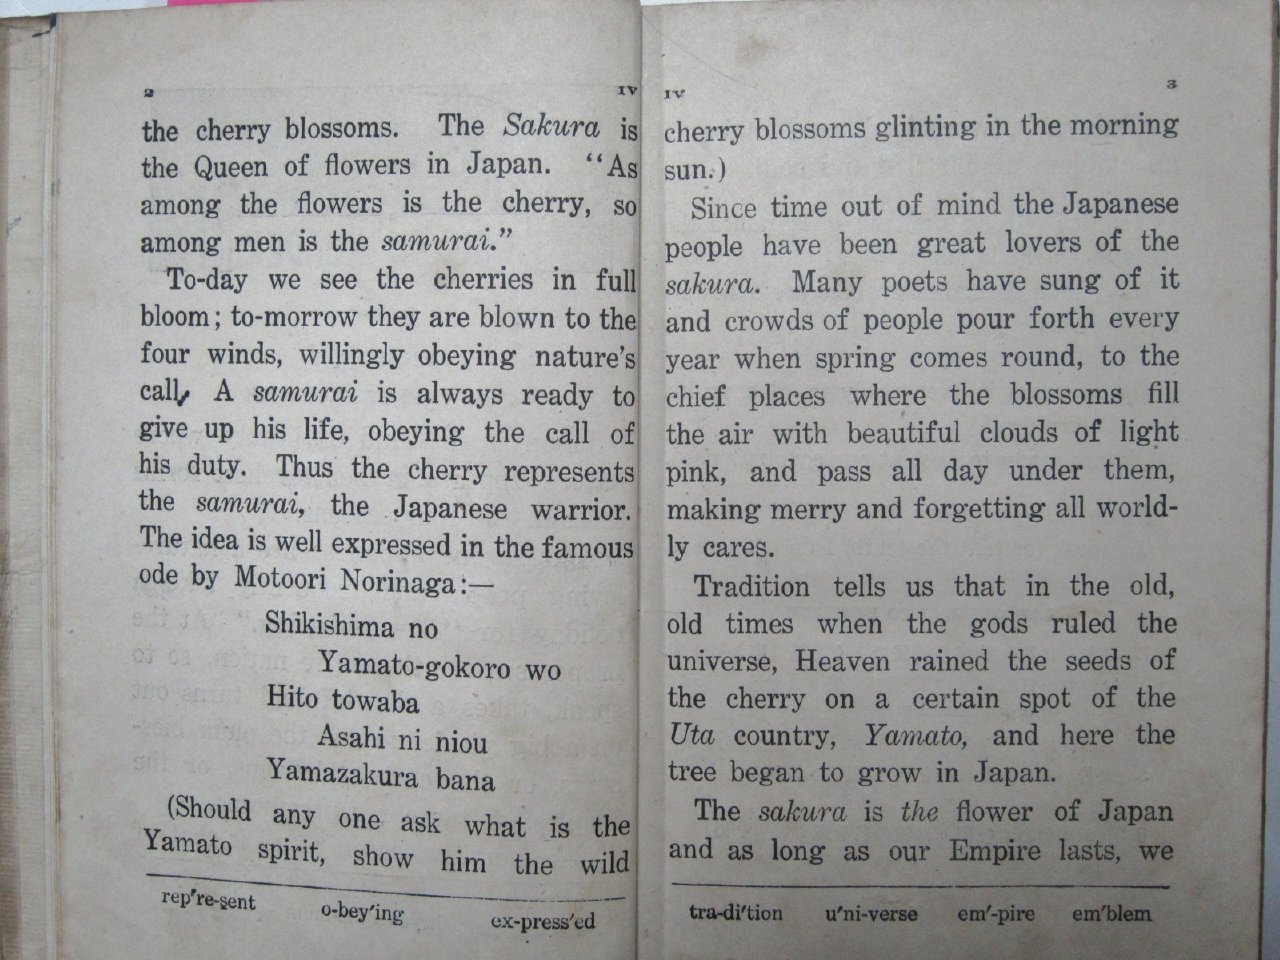 2 IV
the cherry blossoms. The Sakura is
the Queen of flowers in Japan. "As
among the flowers is the cherry, so
among men is the samurai."
To-day we see the cherries in full
bloom; to-morrow they are blown to the
four winds, willingly obeying nature's
call, A samurai is always ready to
give up his life, obeying the call of
his duty. Thus the cherry represents
the samurai, the Japanese warrior.
The idea is well expressed in the famous
ode by Motoori Norinaga:—
Shikishima no
Yamato-gokoro wo
Hito towaba
Asahi ni niou
Yamazakura bana
(Should any one ask what is the
Yamato spirit, show him the wild
rep're-sent o-bey'ing ex-press'ed
IV 3
cherry blossoms glinting in the morning
sun.)
Since time out of mind the Japanese
people have been great lovers of the
sakura. Many poets have sung of it
and crowds of people pour forth every
year when spring comes round, to the
chief places where the blossoms fill
the air with beautiful clouds of light
pink, and pass all day under them,
making merry and forgetting all world-
ly cares.
Tradition tells us that in the old,
old times when the gods ruled the
universe, Heaven rained the seeds of
the cherry on a certain spot of the
Uta country, Yamato, and here the
tree began to grow in Japan.
The sakura is the flower of Japan
and as long as our Empire lasts, we
tra-di'tion u'ni-verse em'-pire em'blem